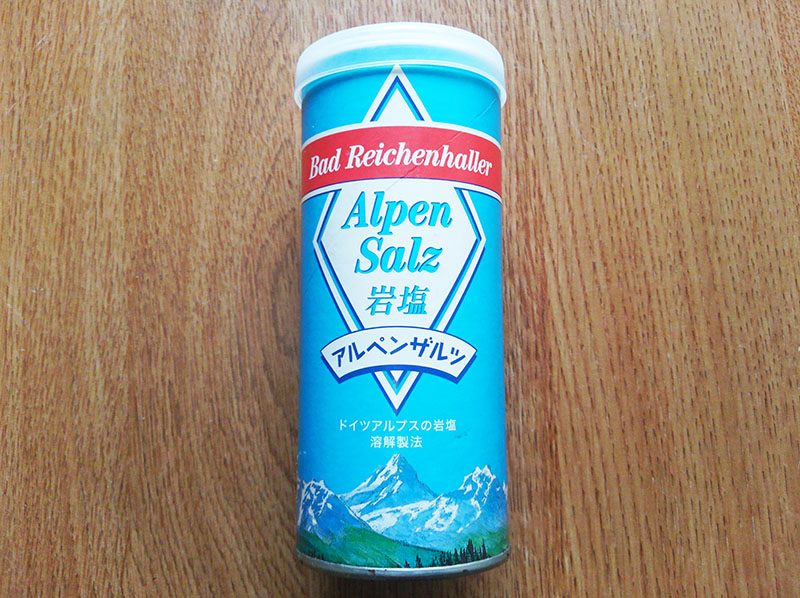 Bad Reichenhaller
Alpen
Salz
岩塩
アルペンザルツ
ドイツアルプスの岩塩
溶解製法